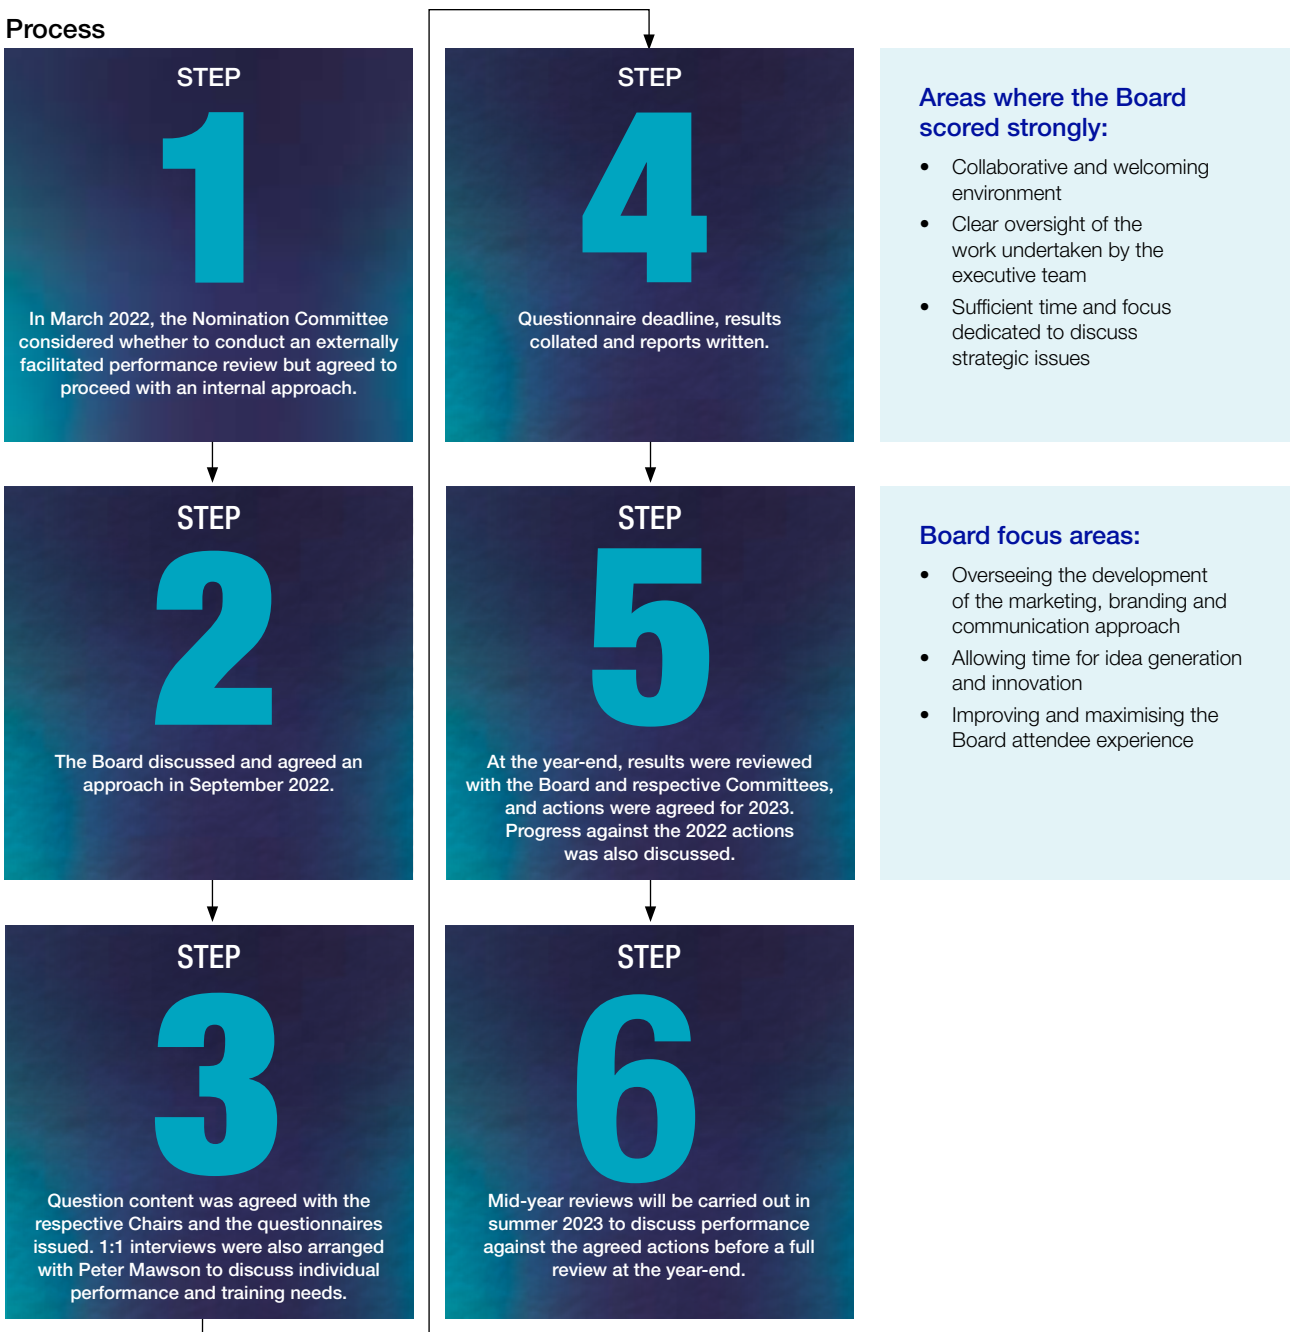 Process
STEP
1
In March 2022, the Nomination Committee
considered whether to conduct an externally
facilitated performance review but agreed to
proceed with an internal approach.
STEP
2
The Board discussed and agreed an
approach in September 2022.
STEP
3
Question content was agreed with the
respective Chairs and the questionnaires
issued. 1:1 interviews were also arranged
with Peter Mawson to discuss individual
performance and training needs.
STEP
4
Questionnaire deadline, results
collated and reports written.
STEP
5
At the year-end, results were reviewed
with the Board and respective Committees,
and actions were agreed for 2023.
Progress against the 2022 actions
was also discussed.
STEP
6
Mid-year reviews will be carried out in
summer 2023 to discuss performance
against the agreed actions before a full
review at the year-end.
Areas where the Board
scored strongly:
• Collaborative and welcoming
environment
• Clear oversight of the
work undertaken by the
executive team
• Sufficient time and focus
dedicated to discuss
strategic issues
Board focus areas:
• Overseeing the development
of the marketing, branding and
communication approach
• Allowing time for idea generation
and innovation
• Improving and maximising the
Board attendee experience